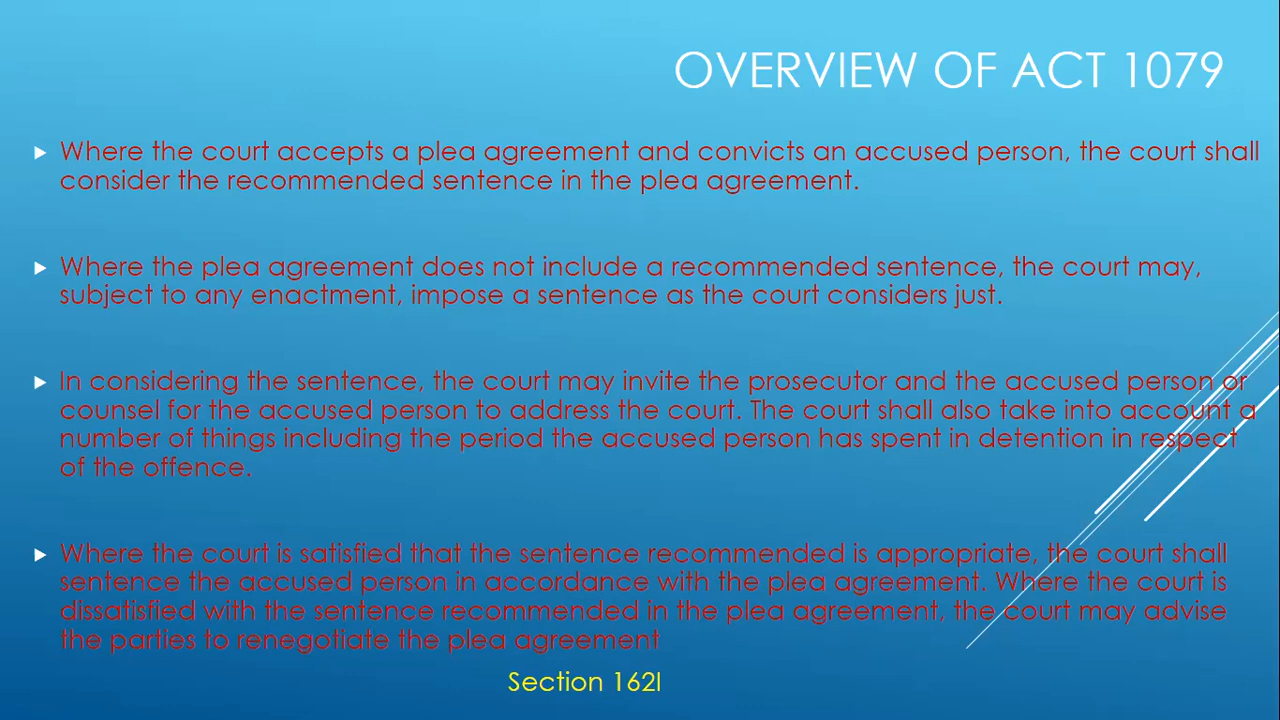 OVERVIEW OF ACT 1079
Where the court accepts a plea agreement and convicts an accused person, the court shall
consider the recommended sentence in the plea agreement.
Where the plea agreement does not include a recommended sentence, the court may,
subject to any enactment, impose a sentence as the court considers just.
In considering the sentence, the court may invite the prosecutor and the accused person or
counsel for the accused person to address the court. The court shall also take into account a
number of things including the period the accused person has spent in detention in respect
of the offence.
Where the court is satisfied that the sentence recommended is appropriate, the court shall
sentence the accused person in accordance with the plea agreement. Where the court is
dissatisfied with the sentence recommended in the plea agreement, the court may advise
the parties to renegotiate the plea agreement
Section 162I